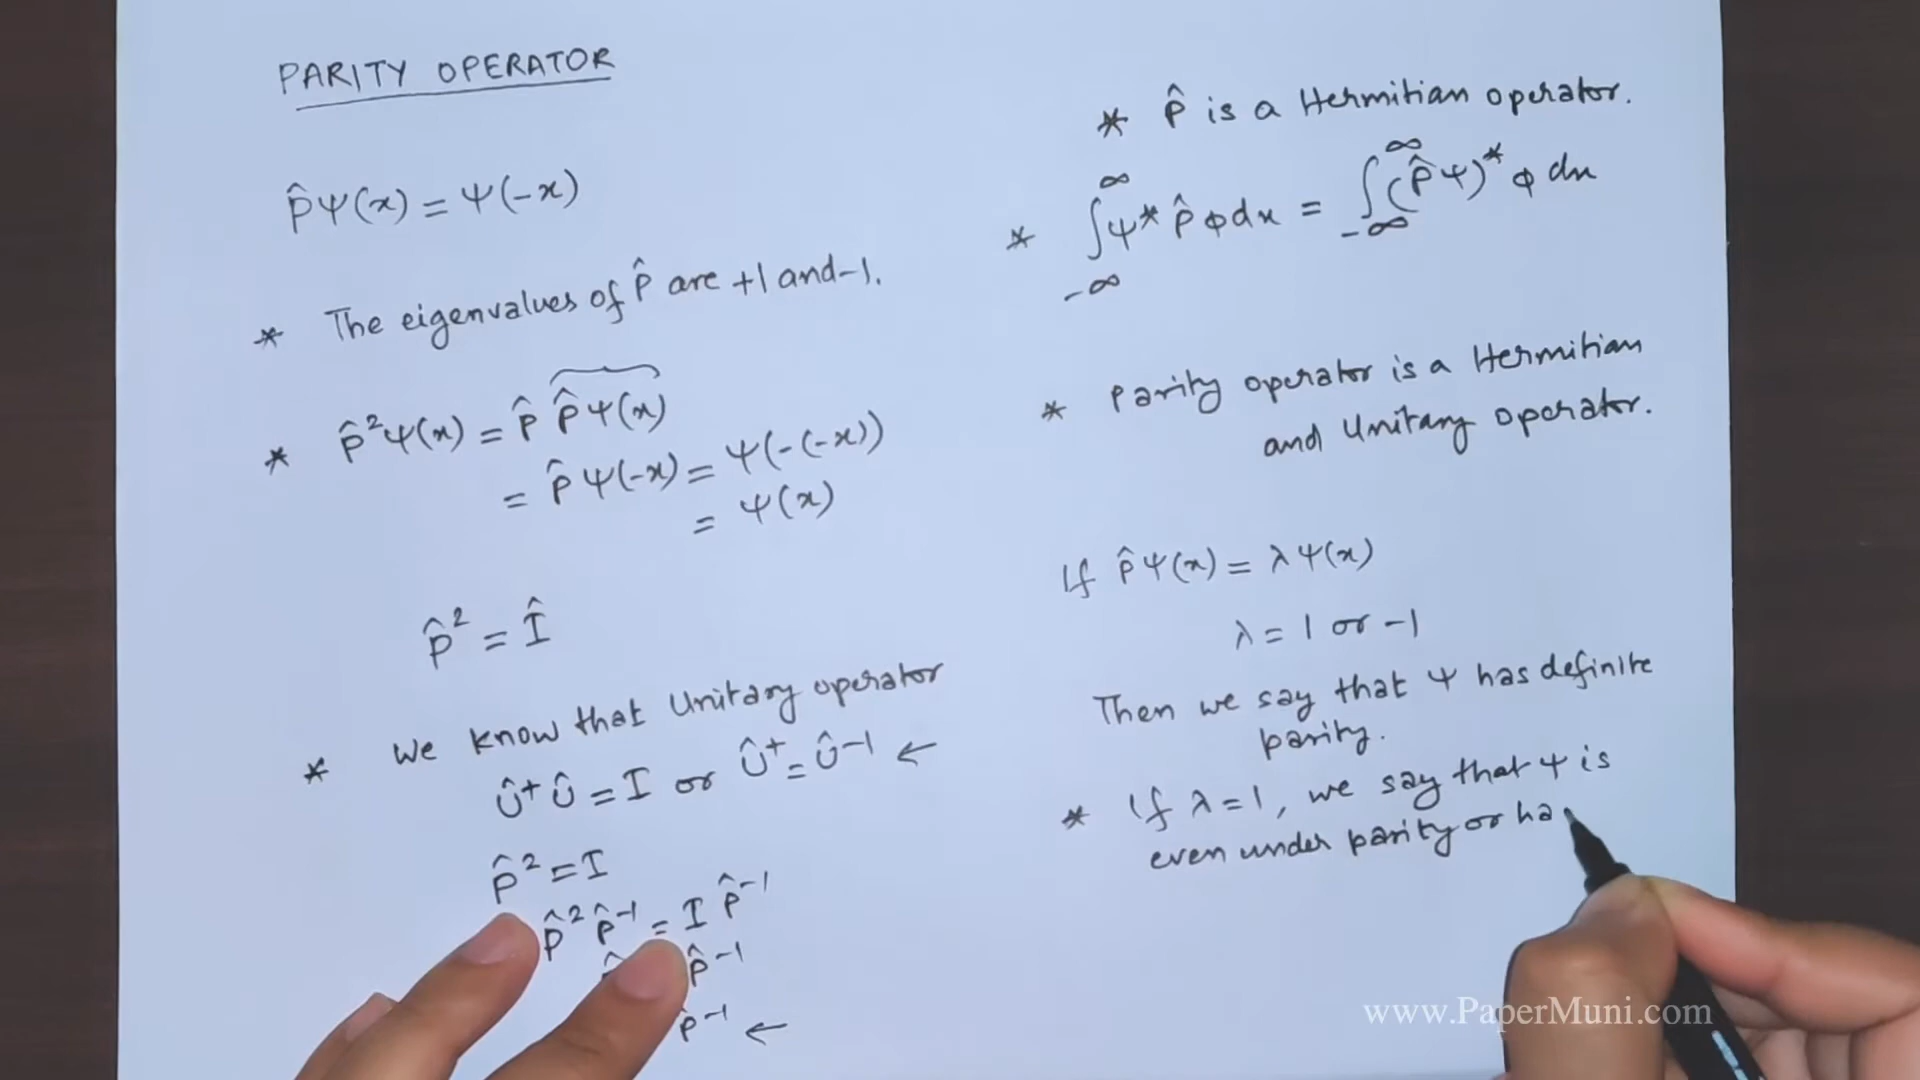 PARITY OPERATOR
P̂Ψ(x) = Ψ(-x)
* The eigenvalues of P̂ are +1 and -1.
* P̂²Ψ(x) = P̂ P̂Ψ(x)
= P̂Ψ(-x) = Ψ(-(-x))
= Ψ(x)
P̂² = Î
* We know that Unitary operator
Û⁺Û = I or Û⁺ = Û⁻¹ ←
P̂² = I
P̂² P̂⁻¹ = I P̂⁻¹
P̂⁻¹
P̂⁻¹ ←
* P̂ is a Hermitian operator.
* ∫_{-∞}^{∞} Ψ* P̂ φ dx = ∫_{-∞}^{∞} (P̂Ψ)* φ dx
* Parity operator is a Hermitian
and Unitary operator.
If P̂Ψ(x) = λΨ(x)
λ = 1 or -1
Then we say that Ψ has definite
parity.
* If λ = 1, we say that Ψ is
even under parity or ha
www.PaperMuni.com